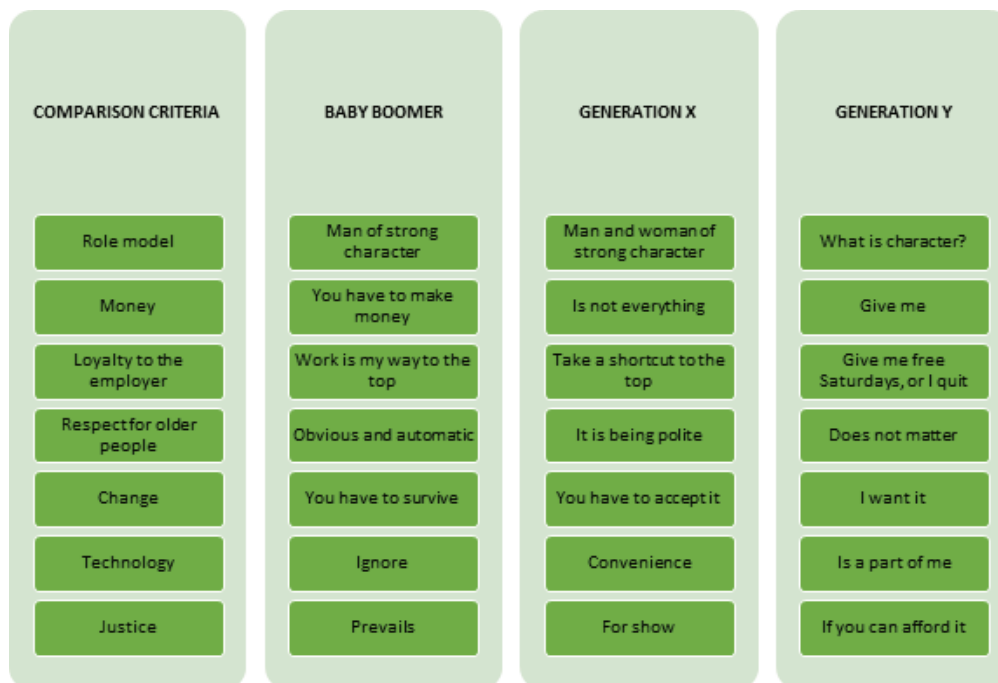 COMPARISON CRITERIA
Role model
Money
Loyalty to the
employer
Respect for older
people
Change
Technology
Justice
BABY BOOMER
Man of strong
character
You have to make
money
Work is my way to the
top
Obvious and automatic
You have to survive
Ignore
Prevails
GENERATION X
Man and woman of
strong character
Is not everything
Take a shortcut to the
top
It is being polite
You have to accept it
Convenience
For show
GENERATION Y
What is character?
Give me
Give me free
Saturdays, or I quit
Does not matter
I want it
Is a part of me
If you can afford it